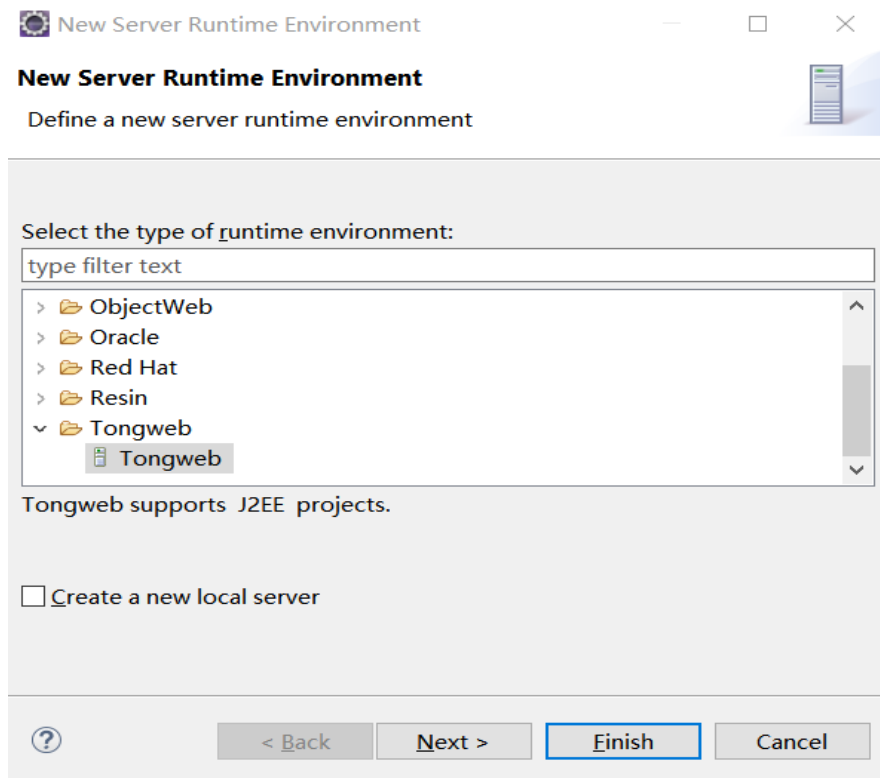 New Server Runtime Environment
New Server Runtime Environment
Define a new server runtime environment
Select the type of runtime environment:
type filter text
ObjectWeb
Oracle
Red Hat
Resin
Tongweb
Tongweb
Tongweb supports J2EE projects.
Create a new local server
? < Back Next > Finish Cancel